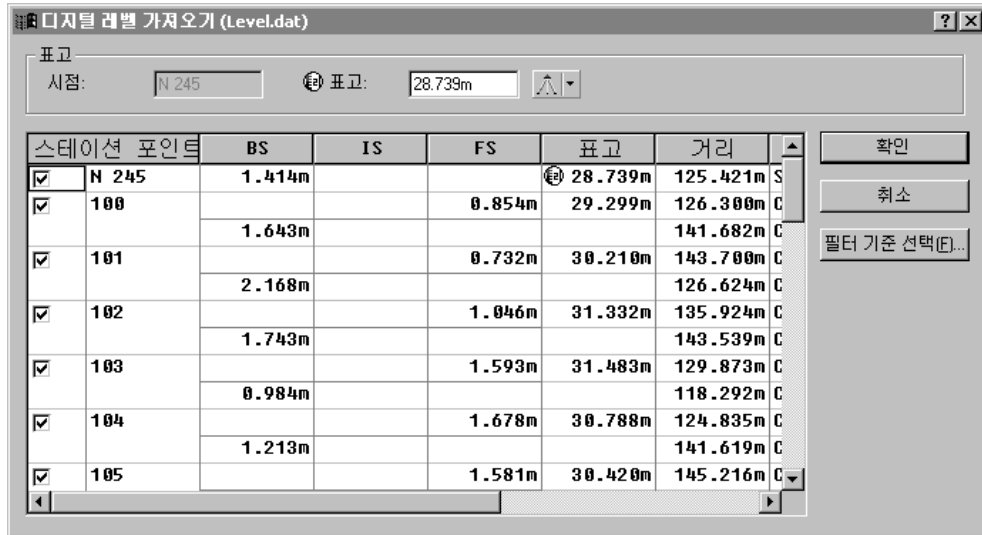 디지털 레벨 가져오기 (Level.dat)
표고
시점: N 245 표고: 28.739m
스테이션 포인트 BS IS FS 표고 거리
N 245 1.414m 28.739m 125.421m S
100 0.854m 29.299m 126.300m C
1.643m 141.682m C
101 0.732m 30.210m 143.700m C
2.168m 126.624m C
102 1.046m 31.332m 135.924m C
1.743m 143.539m C
103 1.593m 31.483m 129.873m C
0.984m 118.292m C
104 1.678m 30.788m 124.835m C
1.213m 141.619m C
105 1.581m 30.420m 145.216m C
확인
취소
필터 기준 선택(F)...